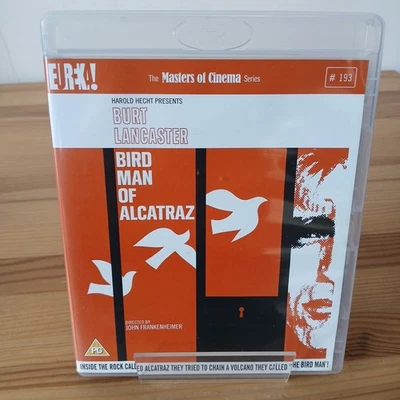 EUREKA!
The Masters of Cinema Series
# 193
HAROLD HECHT PRESENTS
BURT
LANCASTER
BIRD
MAN
OF
ALCATRAZ
DIRECTED BY
JOHN FRANKENHEIMER
PG
INSIDE THE ROCK CALLED ALCATRAZ THEY TRIED TO CHAIN A VOLCANO THEY CALLED 'THE BIRD MAN'!